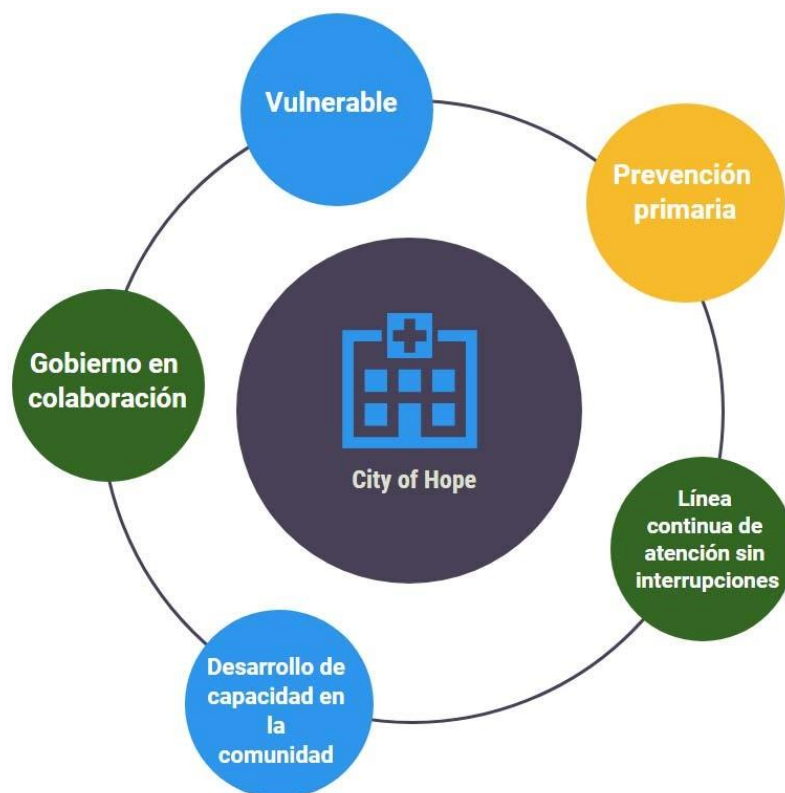 Vulnerable
Prevención
primaria
Gobierno en
colaboración
City of Hope
Línea
continua de
atención sin
interrupciones
Desarrollo de
capacidad en
la
comunidad